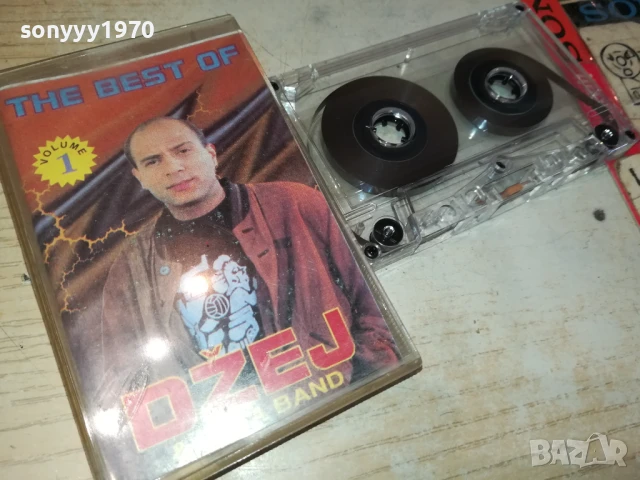 sonyyy1970
THE BEST OF
VOLUME
1
DŽEJ
BAND
BAZAR